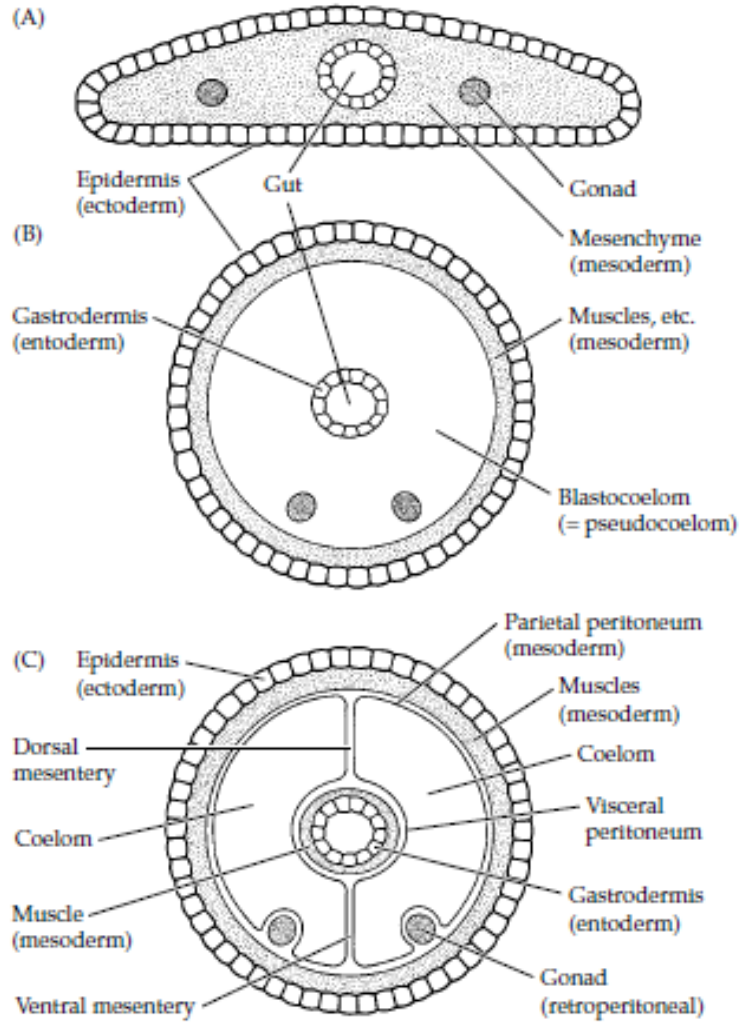 (A)
Epidermis
(ectoderm)
Gut
Gonad
Mesenchyme
(mesoderm)
(B)
Gastrodermis
(entoderm)
Muscles, etc.
(mesoderm)
Blastocoelom
(= pseudocoelom)
(C)
Epidermis
(ectoderm)
Parietal peritoneum
(mesoderm)
Muscles
(mesoderm)
Dorsal
mesentery
Coelom
Coelom
Visceral
peritoneum
Muscle
(mesoderm)
Gastrodermis
(entoderm)
Ventral mesentery
Gonad
(retroperitoneal)